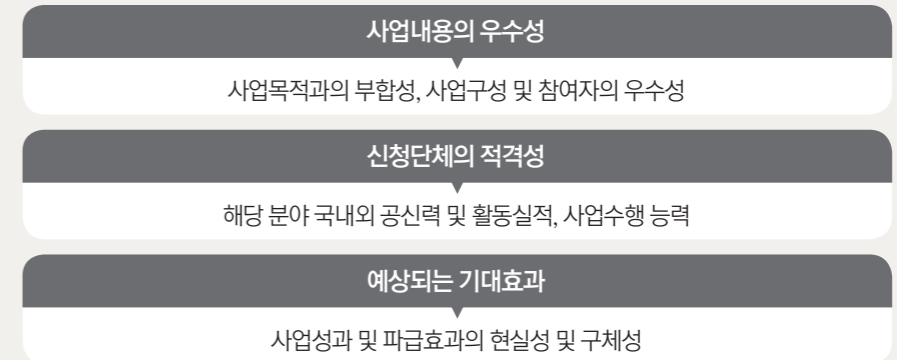 사업내용의 우수성
사업목적과의 부합성, 사업구성 및 참여자의 우수성
신청단체의 적격성
해당 분야 국내외 공신력 및 활동실적, 사업수행 능력
예상되는 기대효과
사업성과 및 파급효과의 현실성 및 구체성